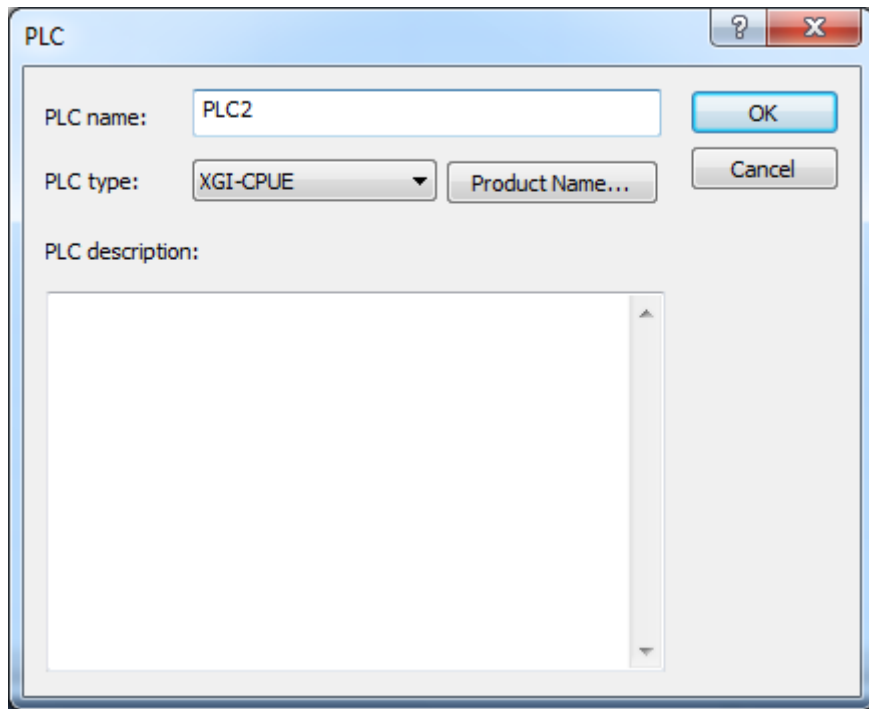 PLC
PLC name:
PLC2
OK
PLC type:
XGI-CPUE
Product Name...
Cancel
PLC description: